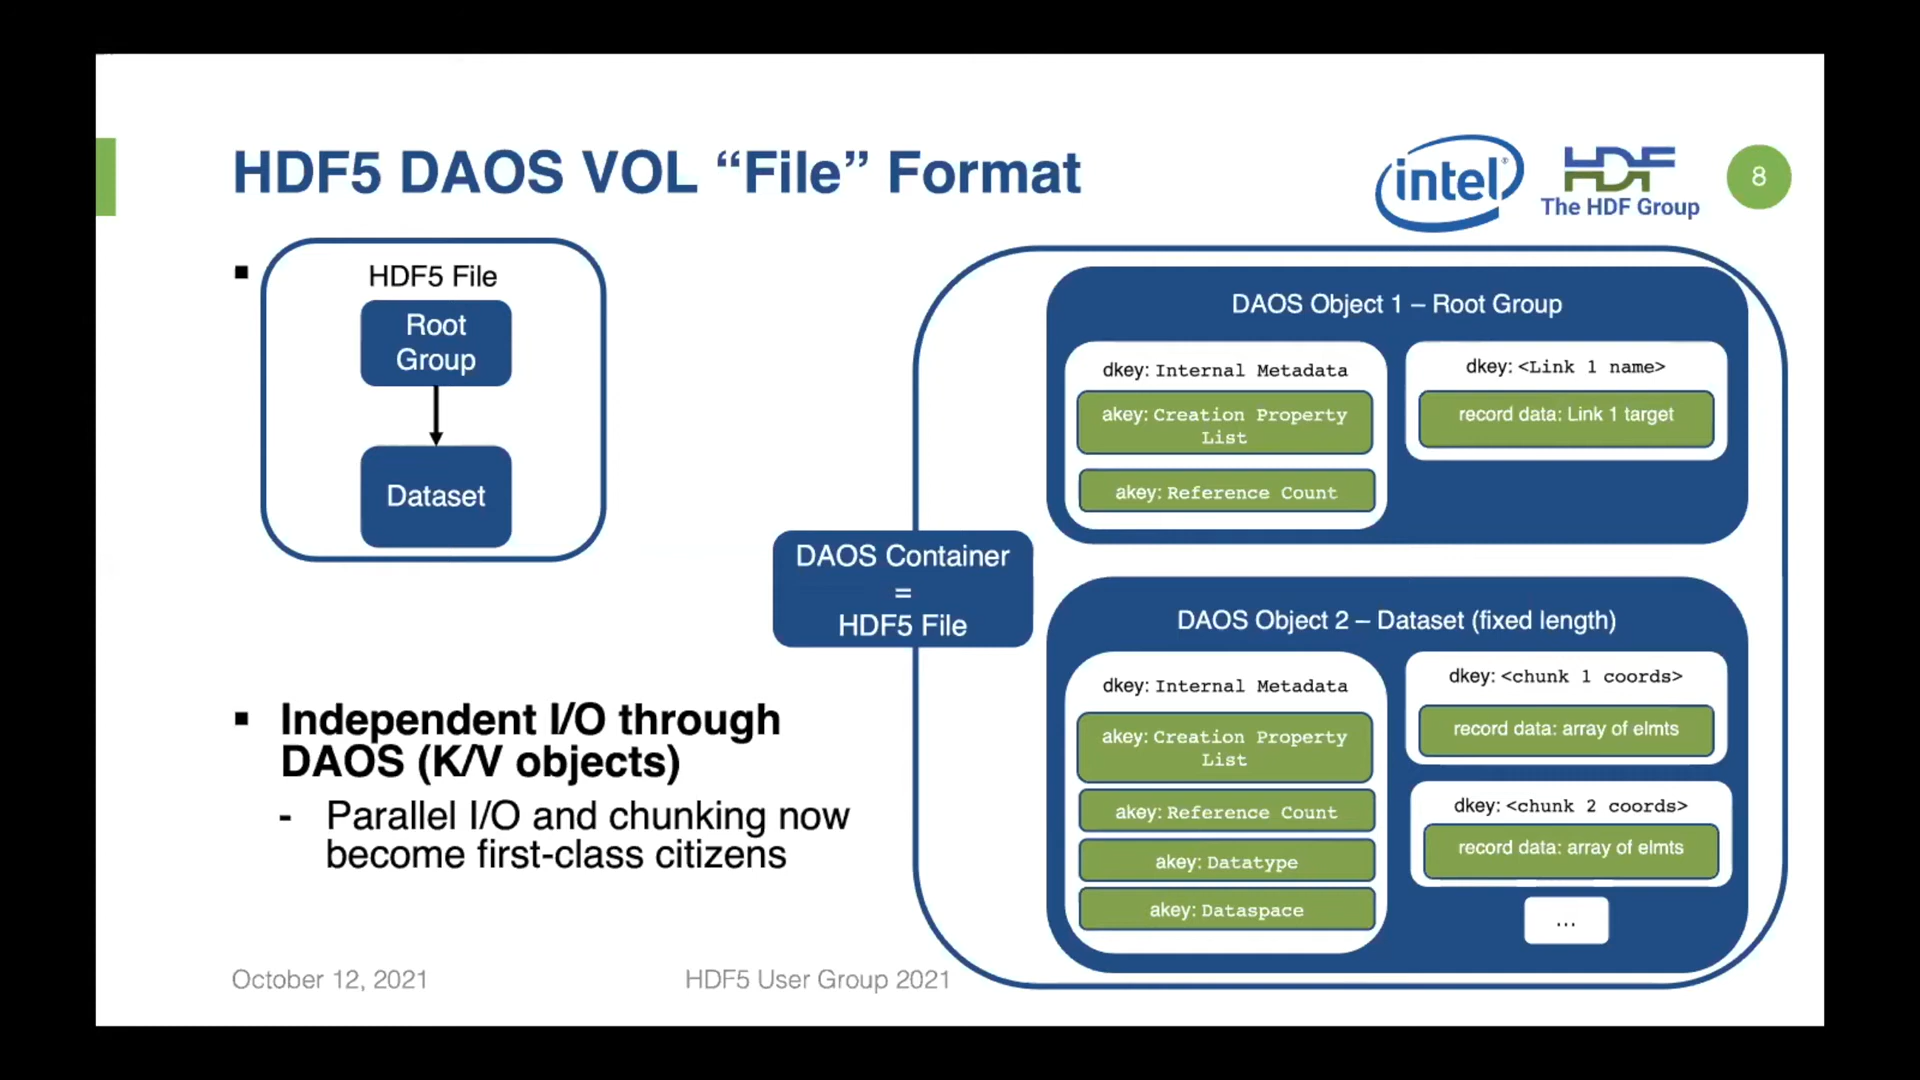 HDF5 DAOS VOL “File” Format
intel®
HDF
The HDF Group
8
▪
HDF5 File
Root
Group
Dataset
▪ Independent I/O through
DAOS (K/V objects)
- Parallel I/O and chunking now
become first-class citizens
DAOS Container
=
HDF5 File
DAOS Object 1 – Root Group
dkey: Internal Metadata
akey: Creation Property
List
akey: Reference Count
dkey: <Link 1 name>
record data: Link 1 target
DAOS Object 2 – Dataset (fixed length)
dkey: Internal Metadata
akey: Creation Property
List
akey: Reference Count
akey: Datatype
akey: Dataspace
dkey: <chunk 1 coords>
record data: array of elmts
dkey: <chunk 2 coords>
record data: array of elmts
...
October 12, 2021
HDF5 User Group 2021